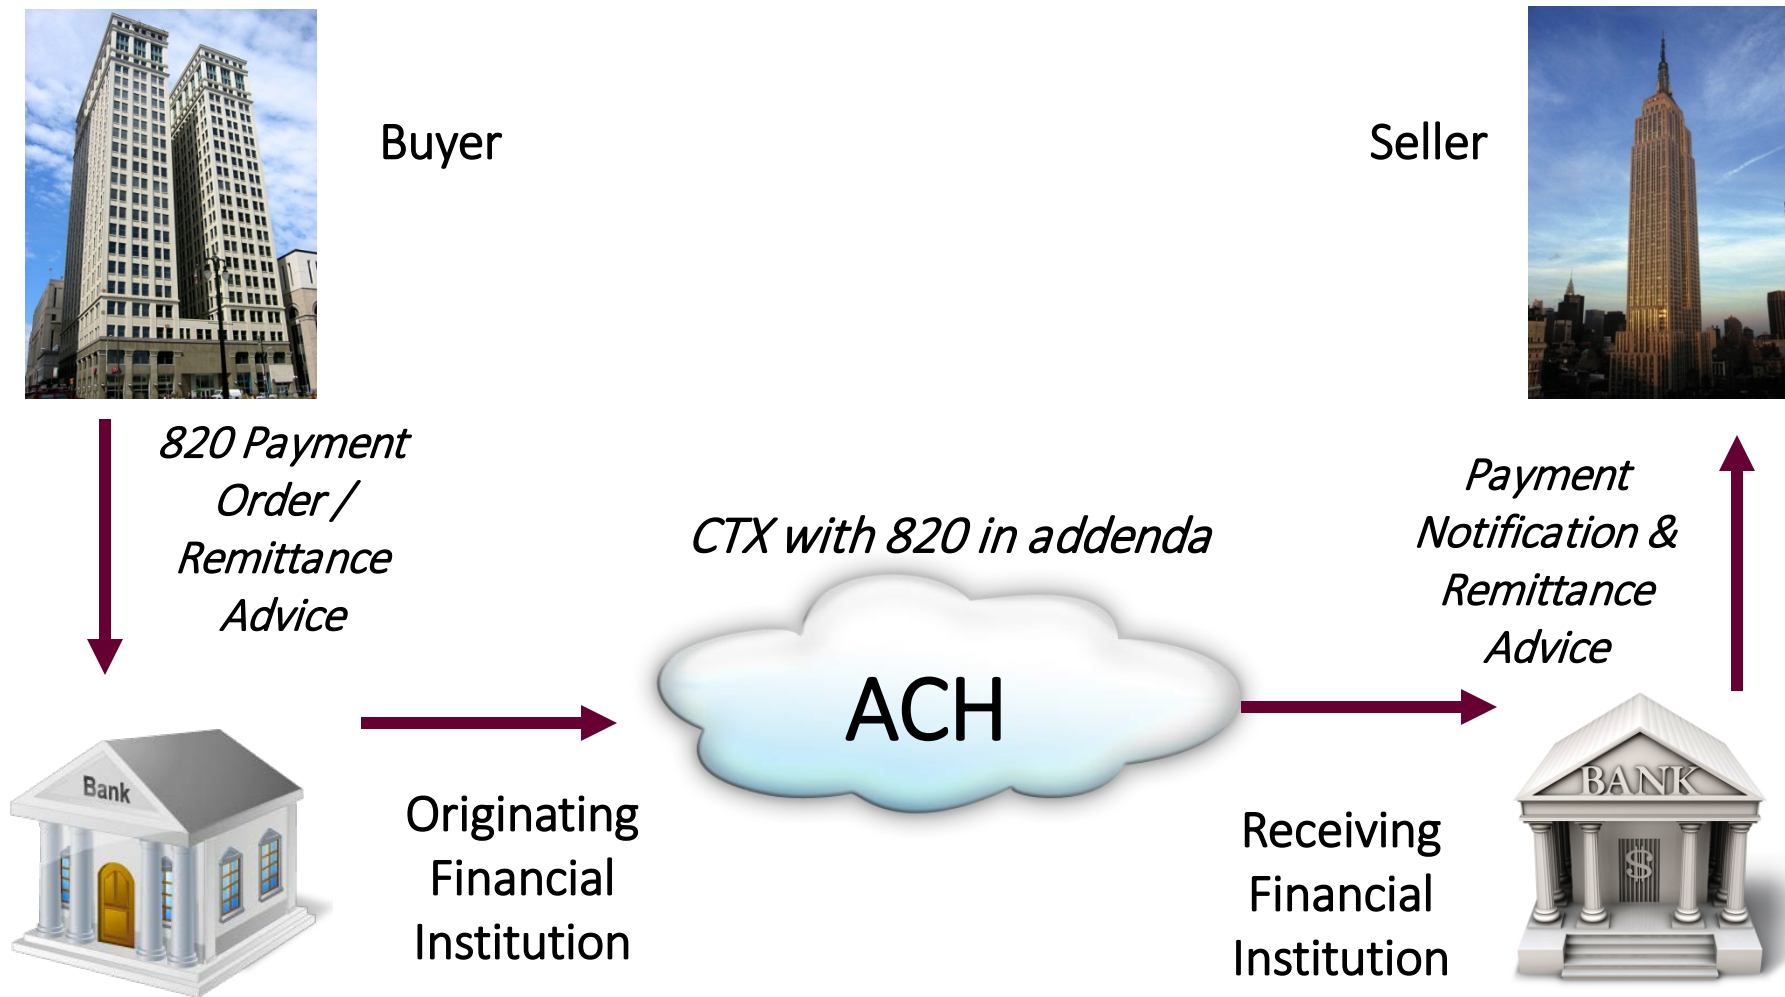 Buyer
Seller
820 Payment
Order /
Remittance
Advice
CTX with 820 in addenda
Payment
Notification &
Remittance
Advice
ACH
Bank
Originating
Financial
Institution
Receiving
Financial
Institution
BANK
$